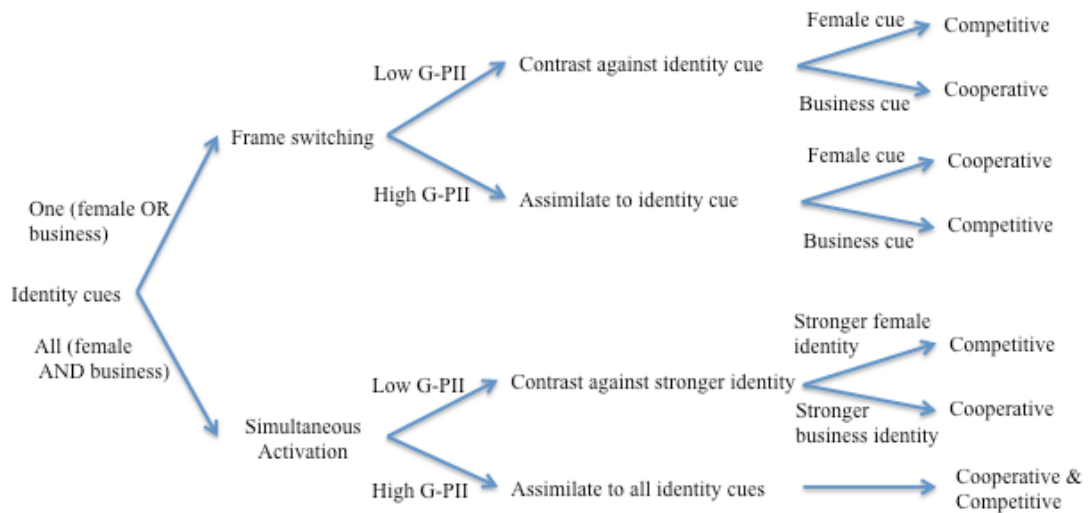 Female cue
Competitive
Low G-PII
Contrast against identity cue
Business cue
Cooperative
Frame switching
Female cue
Cooperative
High G-PII
Assimilate to identity cue
Business cue
Competitive
One (female OR
business)
Identity cues
All (female
AND business)
Stronger female
identity
Competitive
Low G-PII
Contrast against stronger identity
Stronger
business identity
Cooperative
Simultaneous
Activation
High G-PII
Assimilate to all identity cues
Cooperative &
Competitive